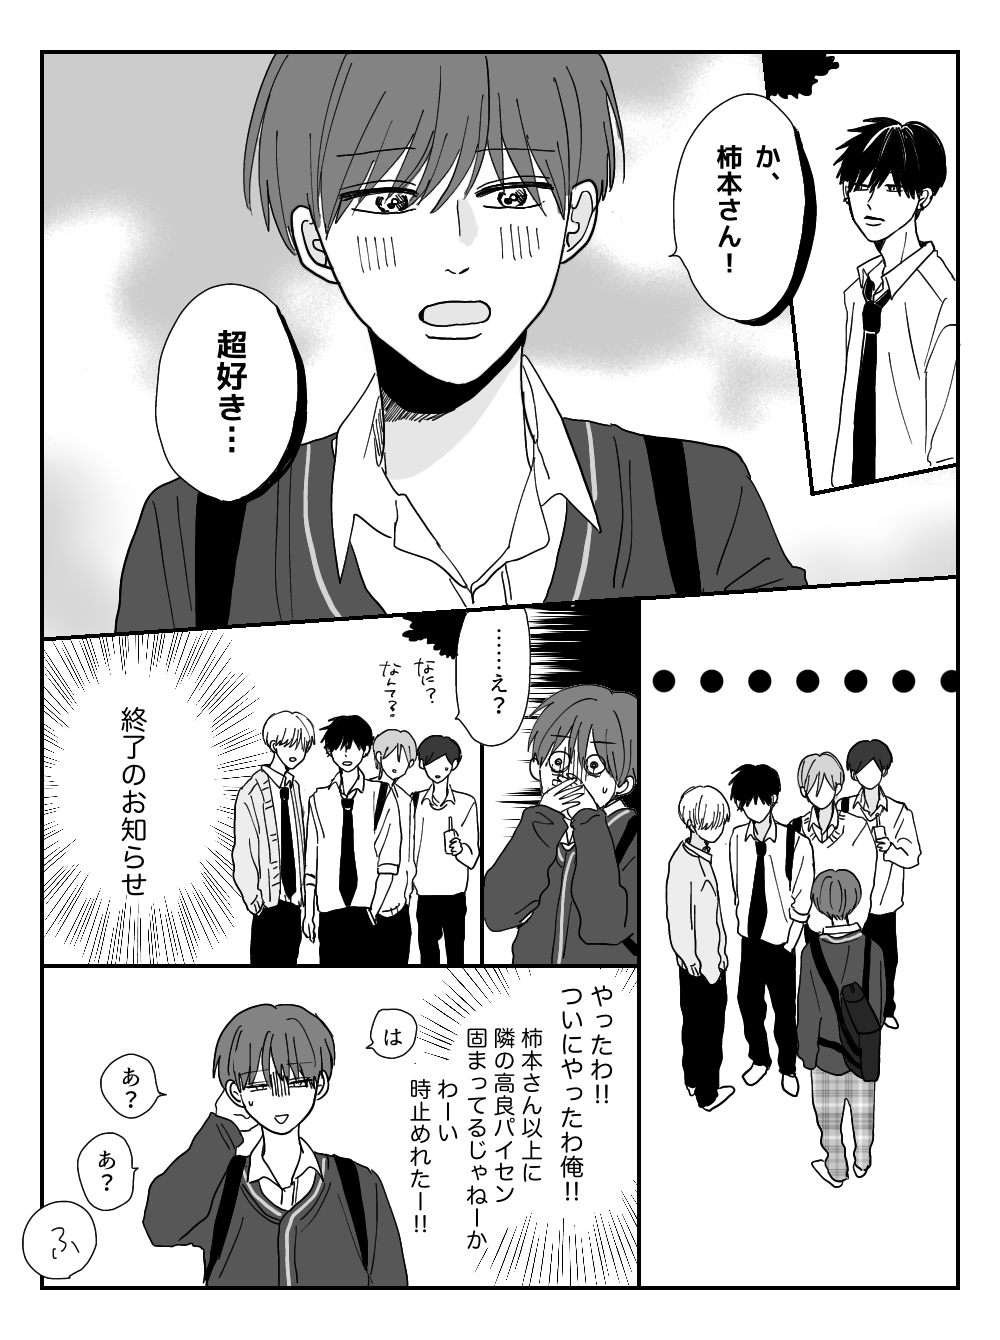 か、
柿本さん！
超好き…
……え？
なに？
なんて？
終了のお知らせ
やったわ!!
ついにやったわ俺!!
柿本さん以上に
隣の高良パイセン
固まってるじゃねーか
わーい
時止めれたー!!
は
あ？
あ？
ふ